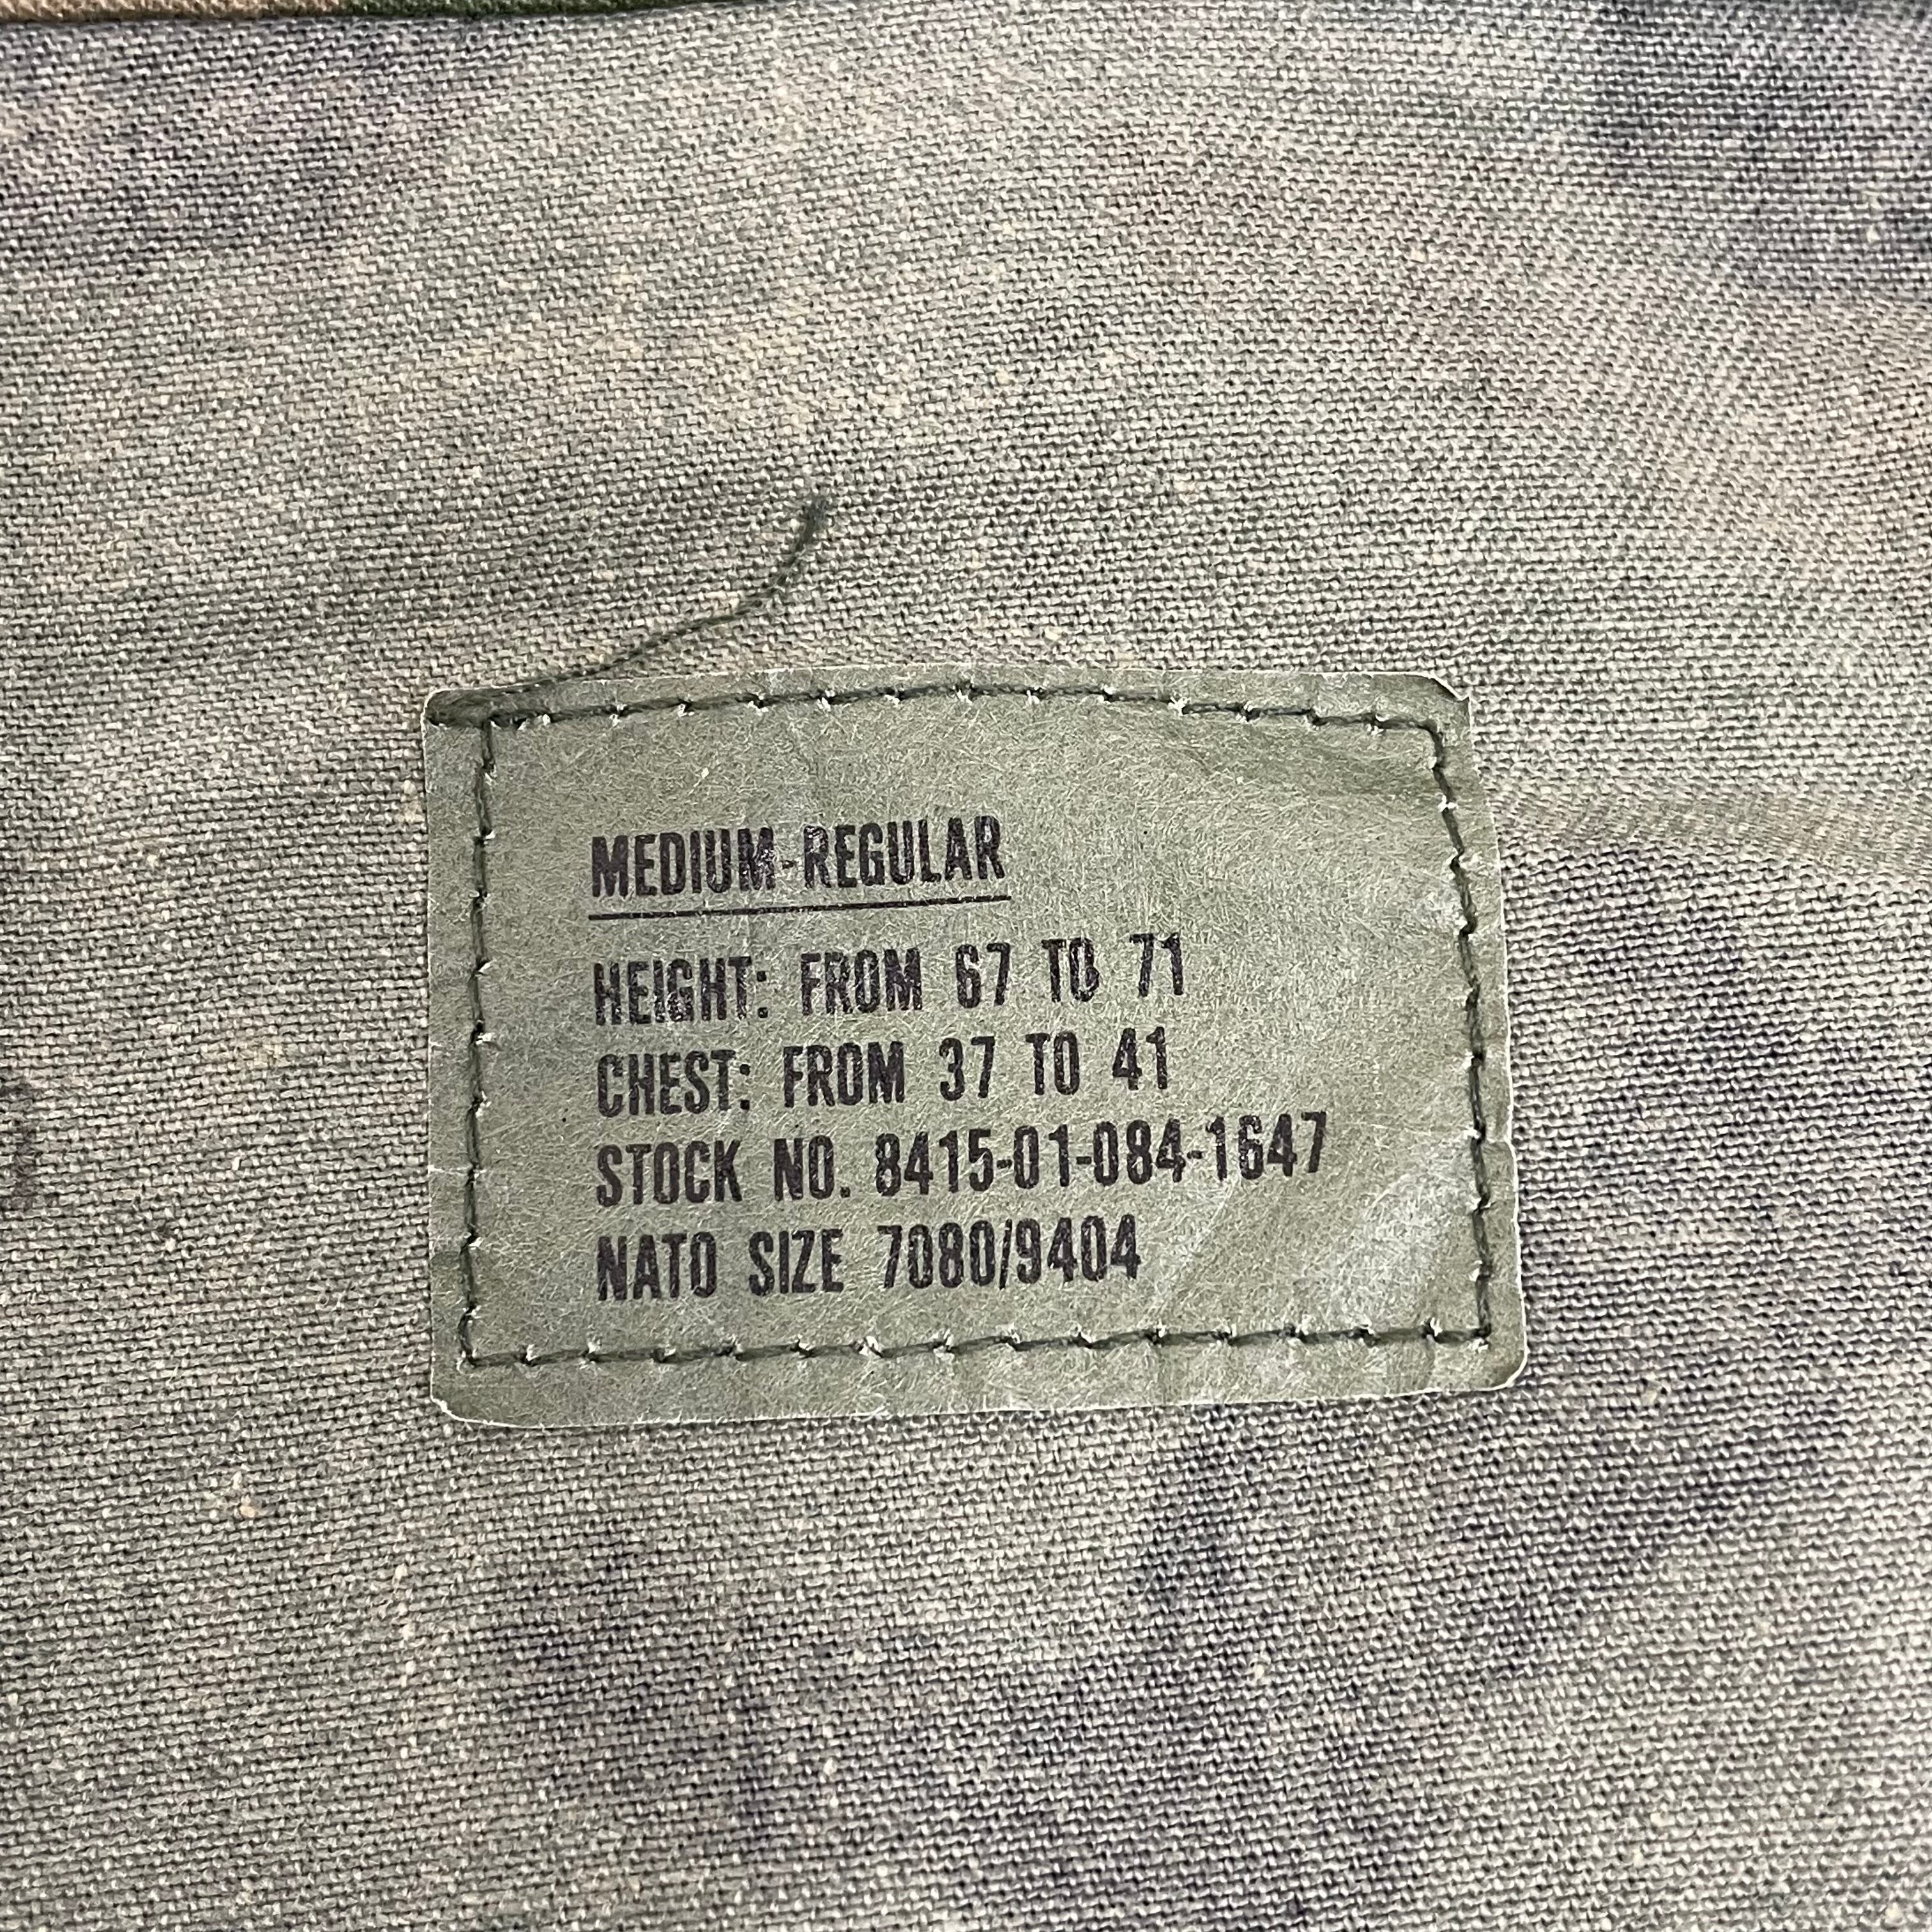 MEDIUM-REGULAR
HEIGHT: FROM 67 TO 71
CHEST: FROM 37 TO 41
STOCK NO. 8415-01-084-1647
NATO SIZE 7080/9404